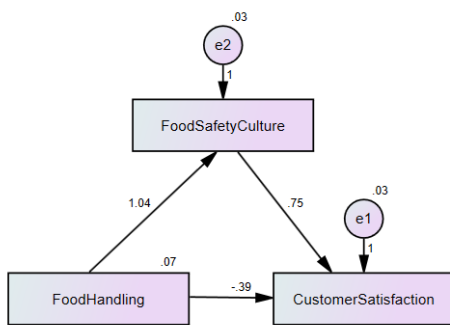 .03
e2
1
FoodSafetyCulture
1.04
.75
.03
e1
1
.07
-.39
FoodHandling
CustomerSatisfaction